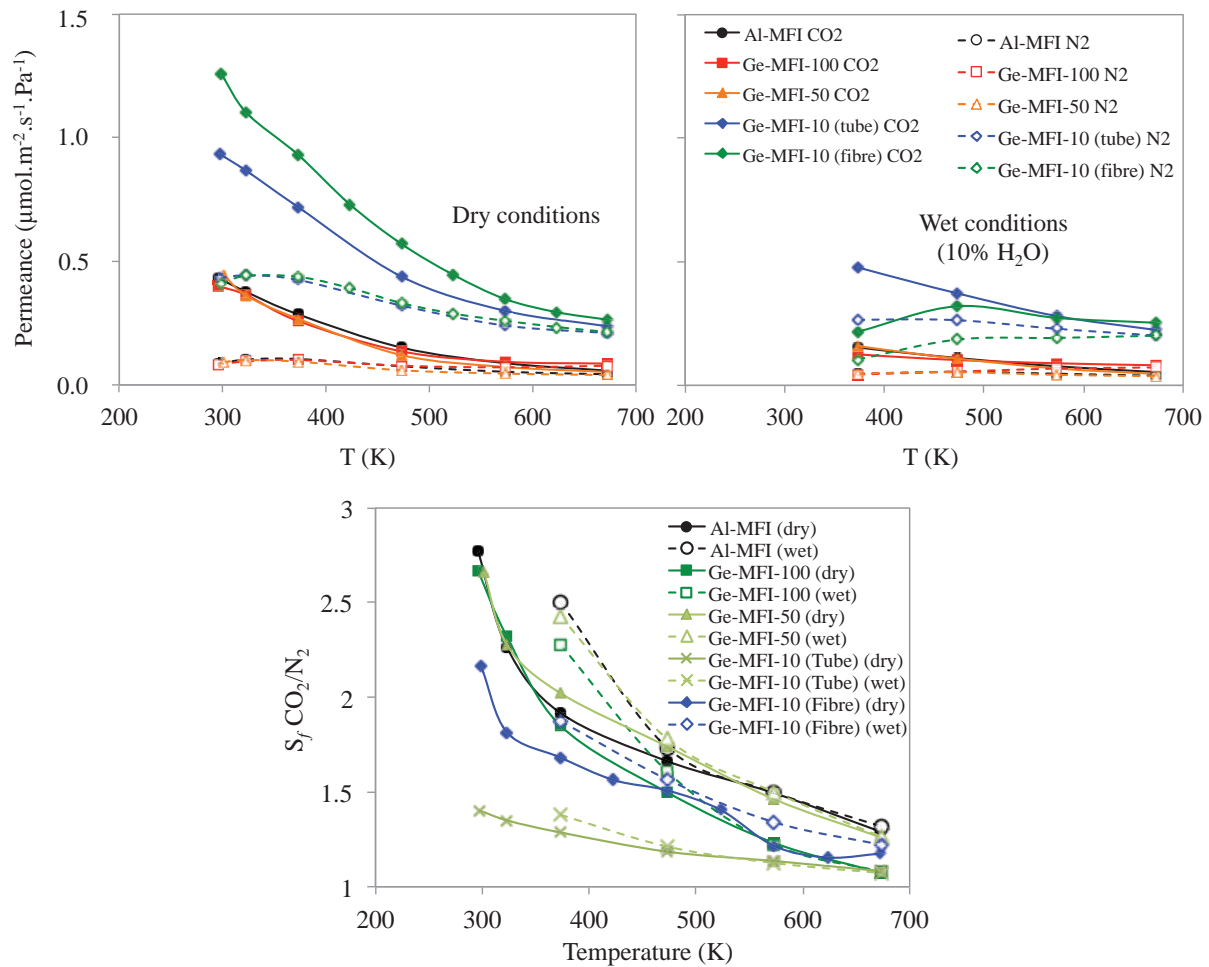 1.5
1.0
0.5
0.0
200
300
400
500
600
700
Permeance (μmol.m-2.s-1.Pa-1)
T (K)
Dry conditions
Al-MFI CO2
Ge-MFI-100 CO2
Ge-MFI-50 CO2
Ge-MFI-10 (tube) CO2
Ge-MFI-10 (fibre) CO2
Al-MFI N2
Ge-MFI-100 N2
Ge-MFI-50 N2
Ge-MFI-10 (tube) N2
Ge-MFI-10 (fibre) N2
Wet conditions
(10% H2O)
200
300
400
500
600
700
T (K)
3
2.5
2
1.5
1
Sf CO2/N2
Al-MFI (dry)
Al-MFI (wet)
Ge-MFI-100 (dry)
Ge-MFI-100 (wet)
Ge-MFI-50 (dry)
Ge-MFI-50 (wet)
Ge-MFI-10 (Tube) (dry)
Ge-MFI-10 (Tube) (wet)
Ge-MFI-10 (Fibre) (dry)
Ge-MFI-10 (Fibre) (wet)
200
300
400
500
600
700
Temperature (K)